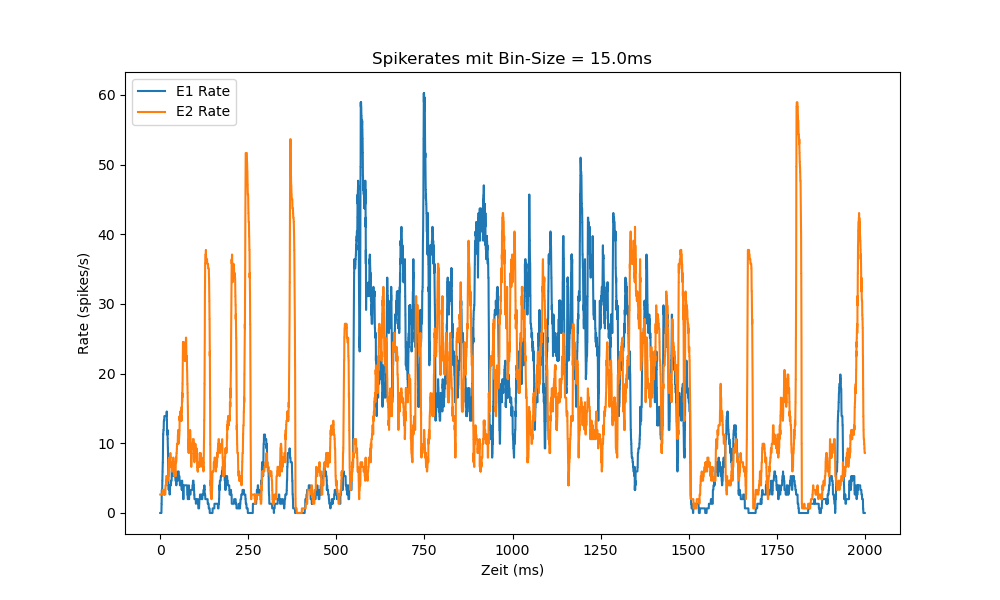 Spikerates mit Bin-Size = 15.0ms
E1 Rate
E2 Rate
60
50
40
30
20
10
0
Rate (spikes/s)
0 250 500 750 1000 1250 1500 1750 2000
Zeit (ms)